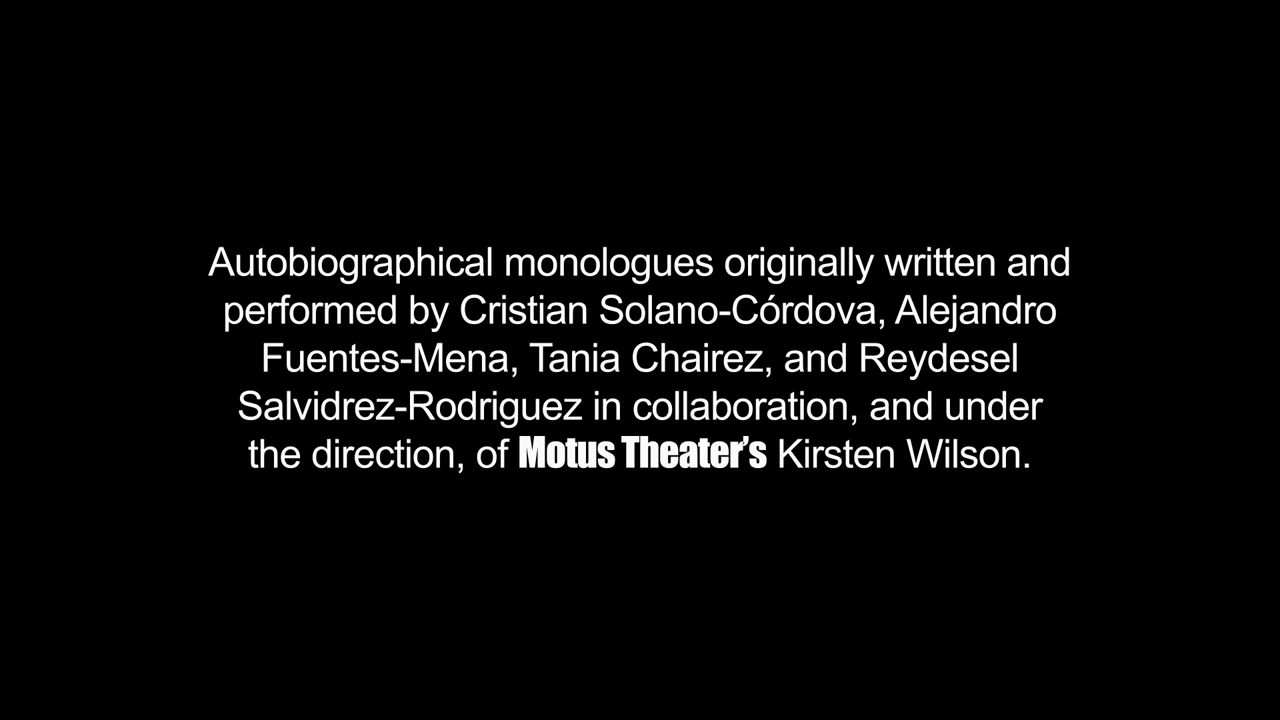 Autobiographical monologues originally written and
performed by Cristian Solano-Córdova, Alejandro
Fuentes-Mena, Tania Chairez, and Reydesel
Salvidrez-Rodriguez in collaboration, and under
the direction, of Motus Theater’s Kirsten Wilson.